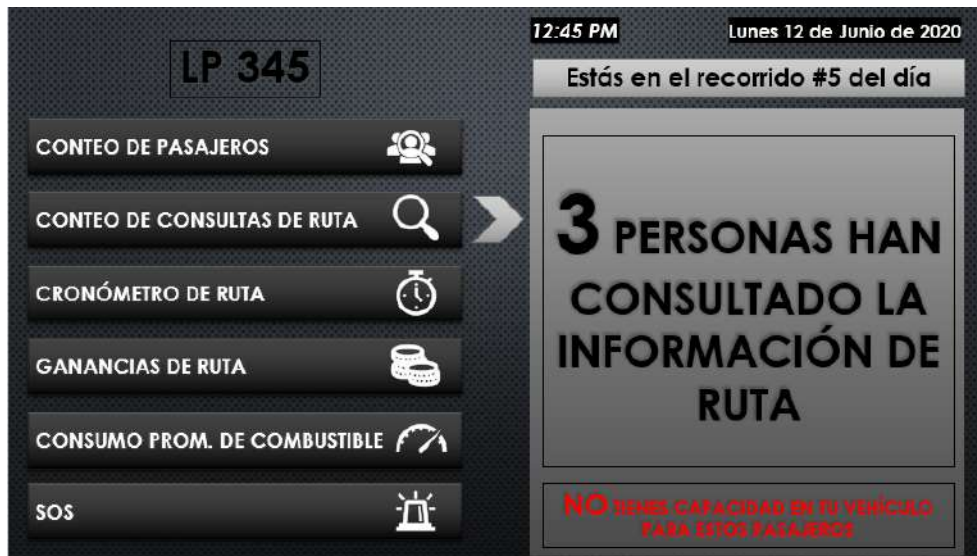 LP 345
CONTEO DE PASAJEROS
CONTEO DE CONSULTAS DE RUTA
CRONÓMETRO DE RUTA
GANANCIAS DE RUTA
CONSUMO PROM. DE COMBUSTIBLE
SOS
12:45 PM
Lunes 12 de Junio de 2020
Estás en el recorrido #5 del día
3 PERSONAS HAN
CONSULTADO LA
INFORMACIÓN DE
RUTA
NO TIENES CAPACIDAD EN TU VEHÍCULO
PARA ESTOS PASAJEROS